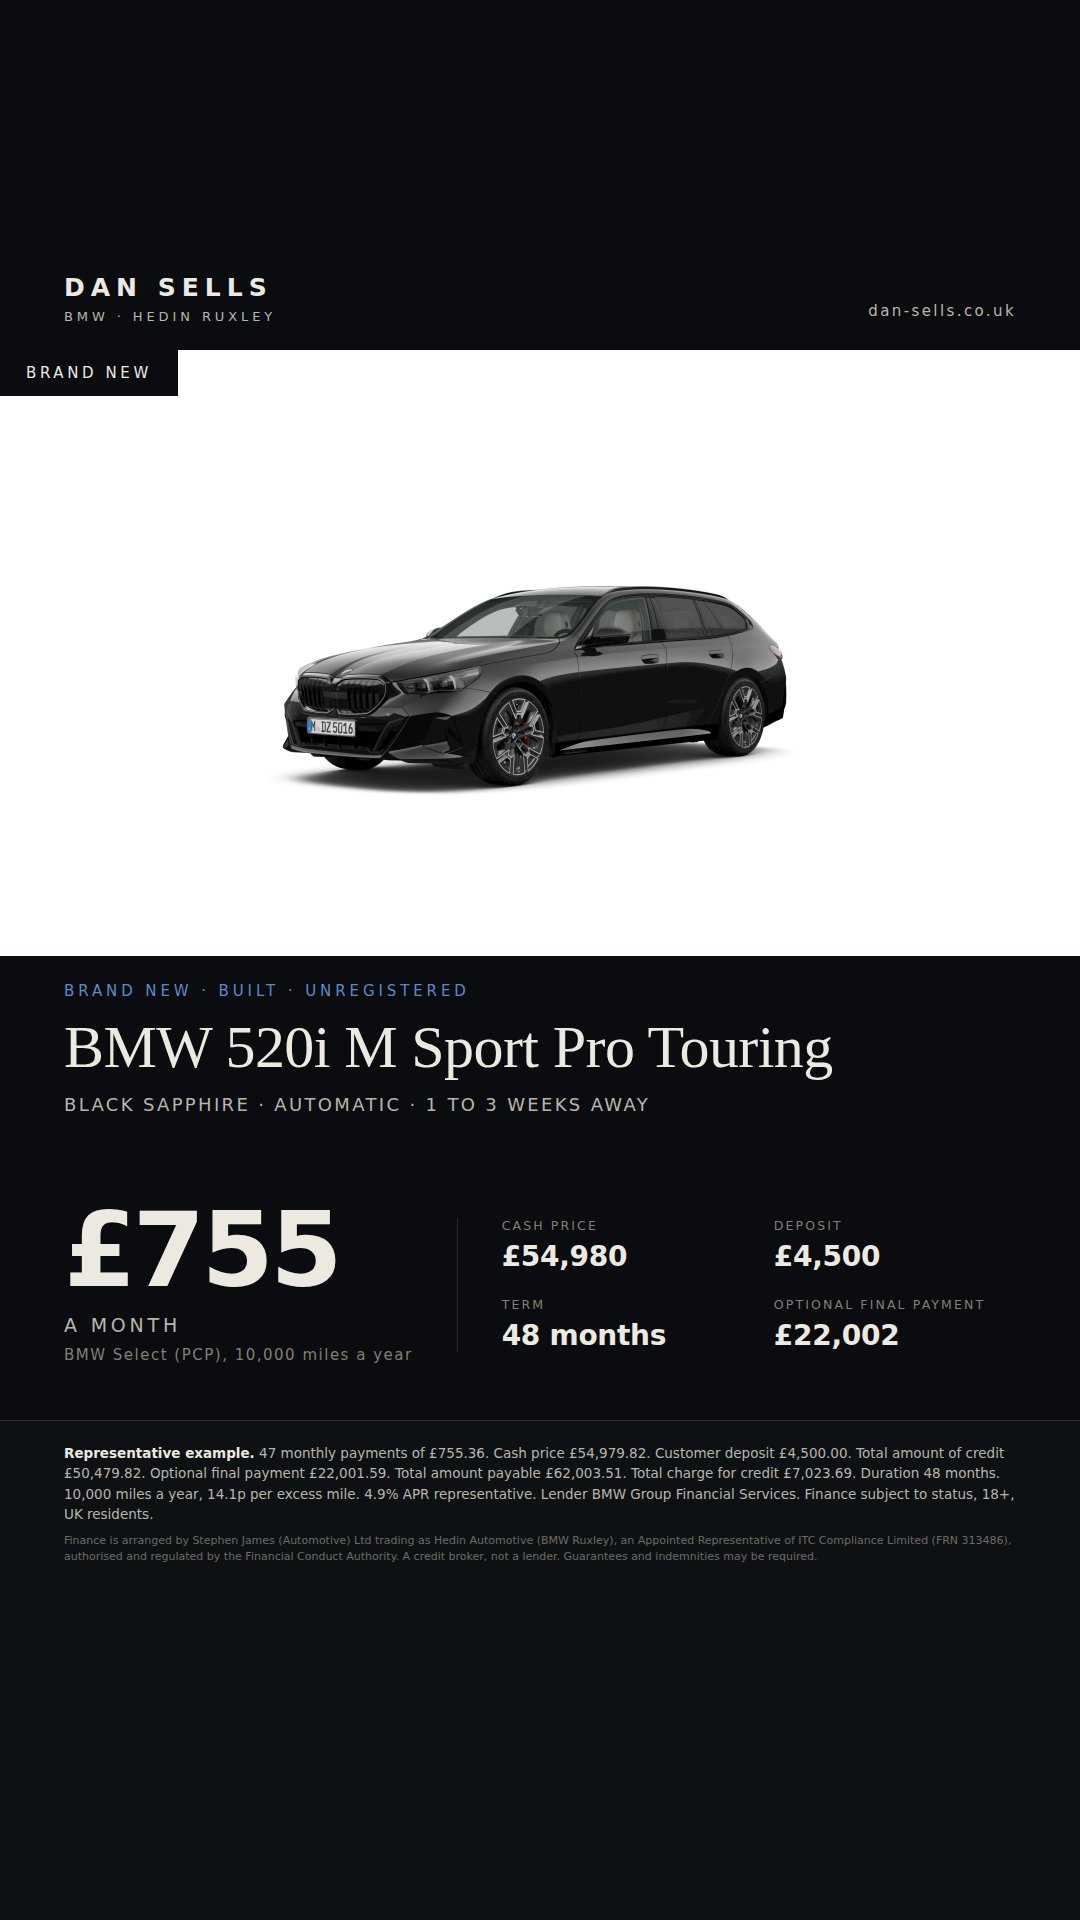 DAN SELLS
BMW · HEDIN RUXLEY
dan-sells.co.uk
BRAND NEW
M DZ 5016
BRAND NEW · BUILT · UNREGISTERED
BMW 520i M Sport Pro Touring
BLACK SAPPHIRE · AUTOMATIC · 1 TO 3 WEEKS AWAY
£755
A MONTH
BMW Select (PCP), 10,000 miles a year
CASH PRICE
£54,980
DEPOSIT
£4,500
TERM
48 months
OPTIONAL FINAL PAYMENT
£22,002
Representative example. 47 monthly payments of £755.36. Cash price £54,979.82. Customer deposit £4,500.00. Total amount of credit
£50,479.82. Optional final payment £22,001.59. Total amount payable £62,003.51. Total charge for credit £7,023.69. Duration 48 months.
10,000 miles a year, 14.1p per excess mile. 4.9% APR representative. Lender BMW Group Financial Services. Finance subject to status, 18+,
UK residents.
Finance is arranged by Stephen James (Automotive) Ltd trading as Hedin Automotive (BMW Ruxley), an Appointed Representative of ITC Compliance Limited (FRN 313486),
authorised and regulated by the Financial Conduct Authority. A credit broker, not a lender. Guarantees and indemnities may be required.